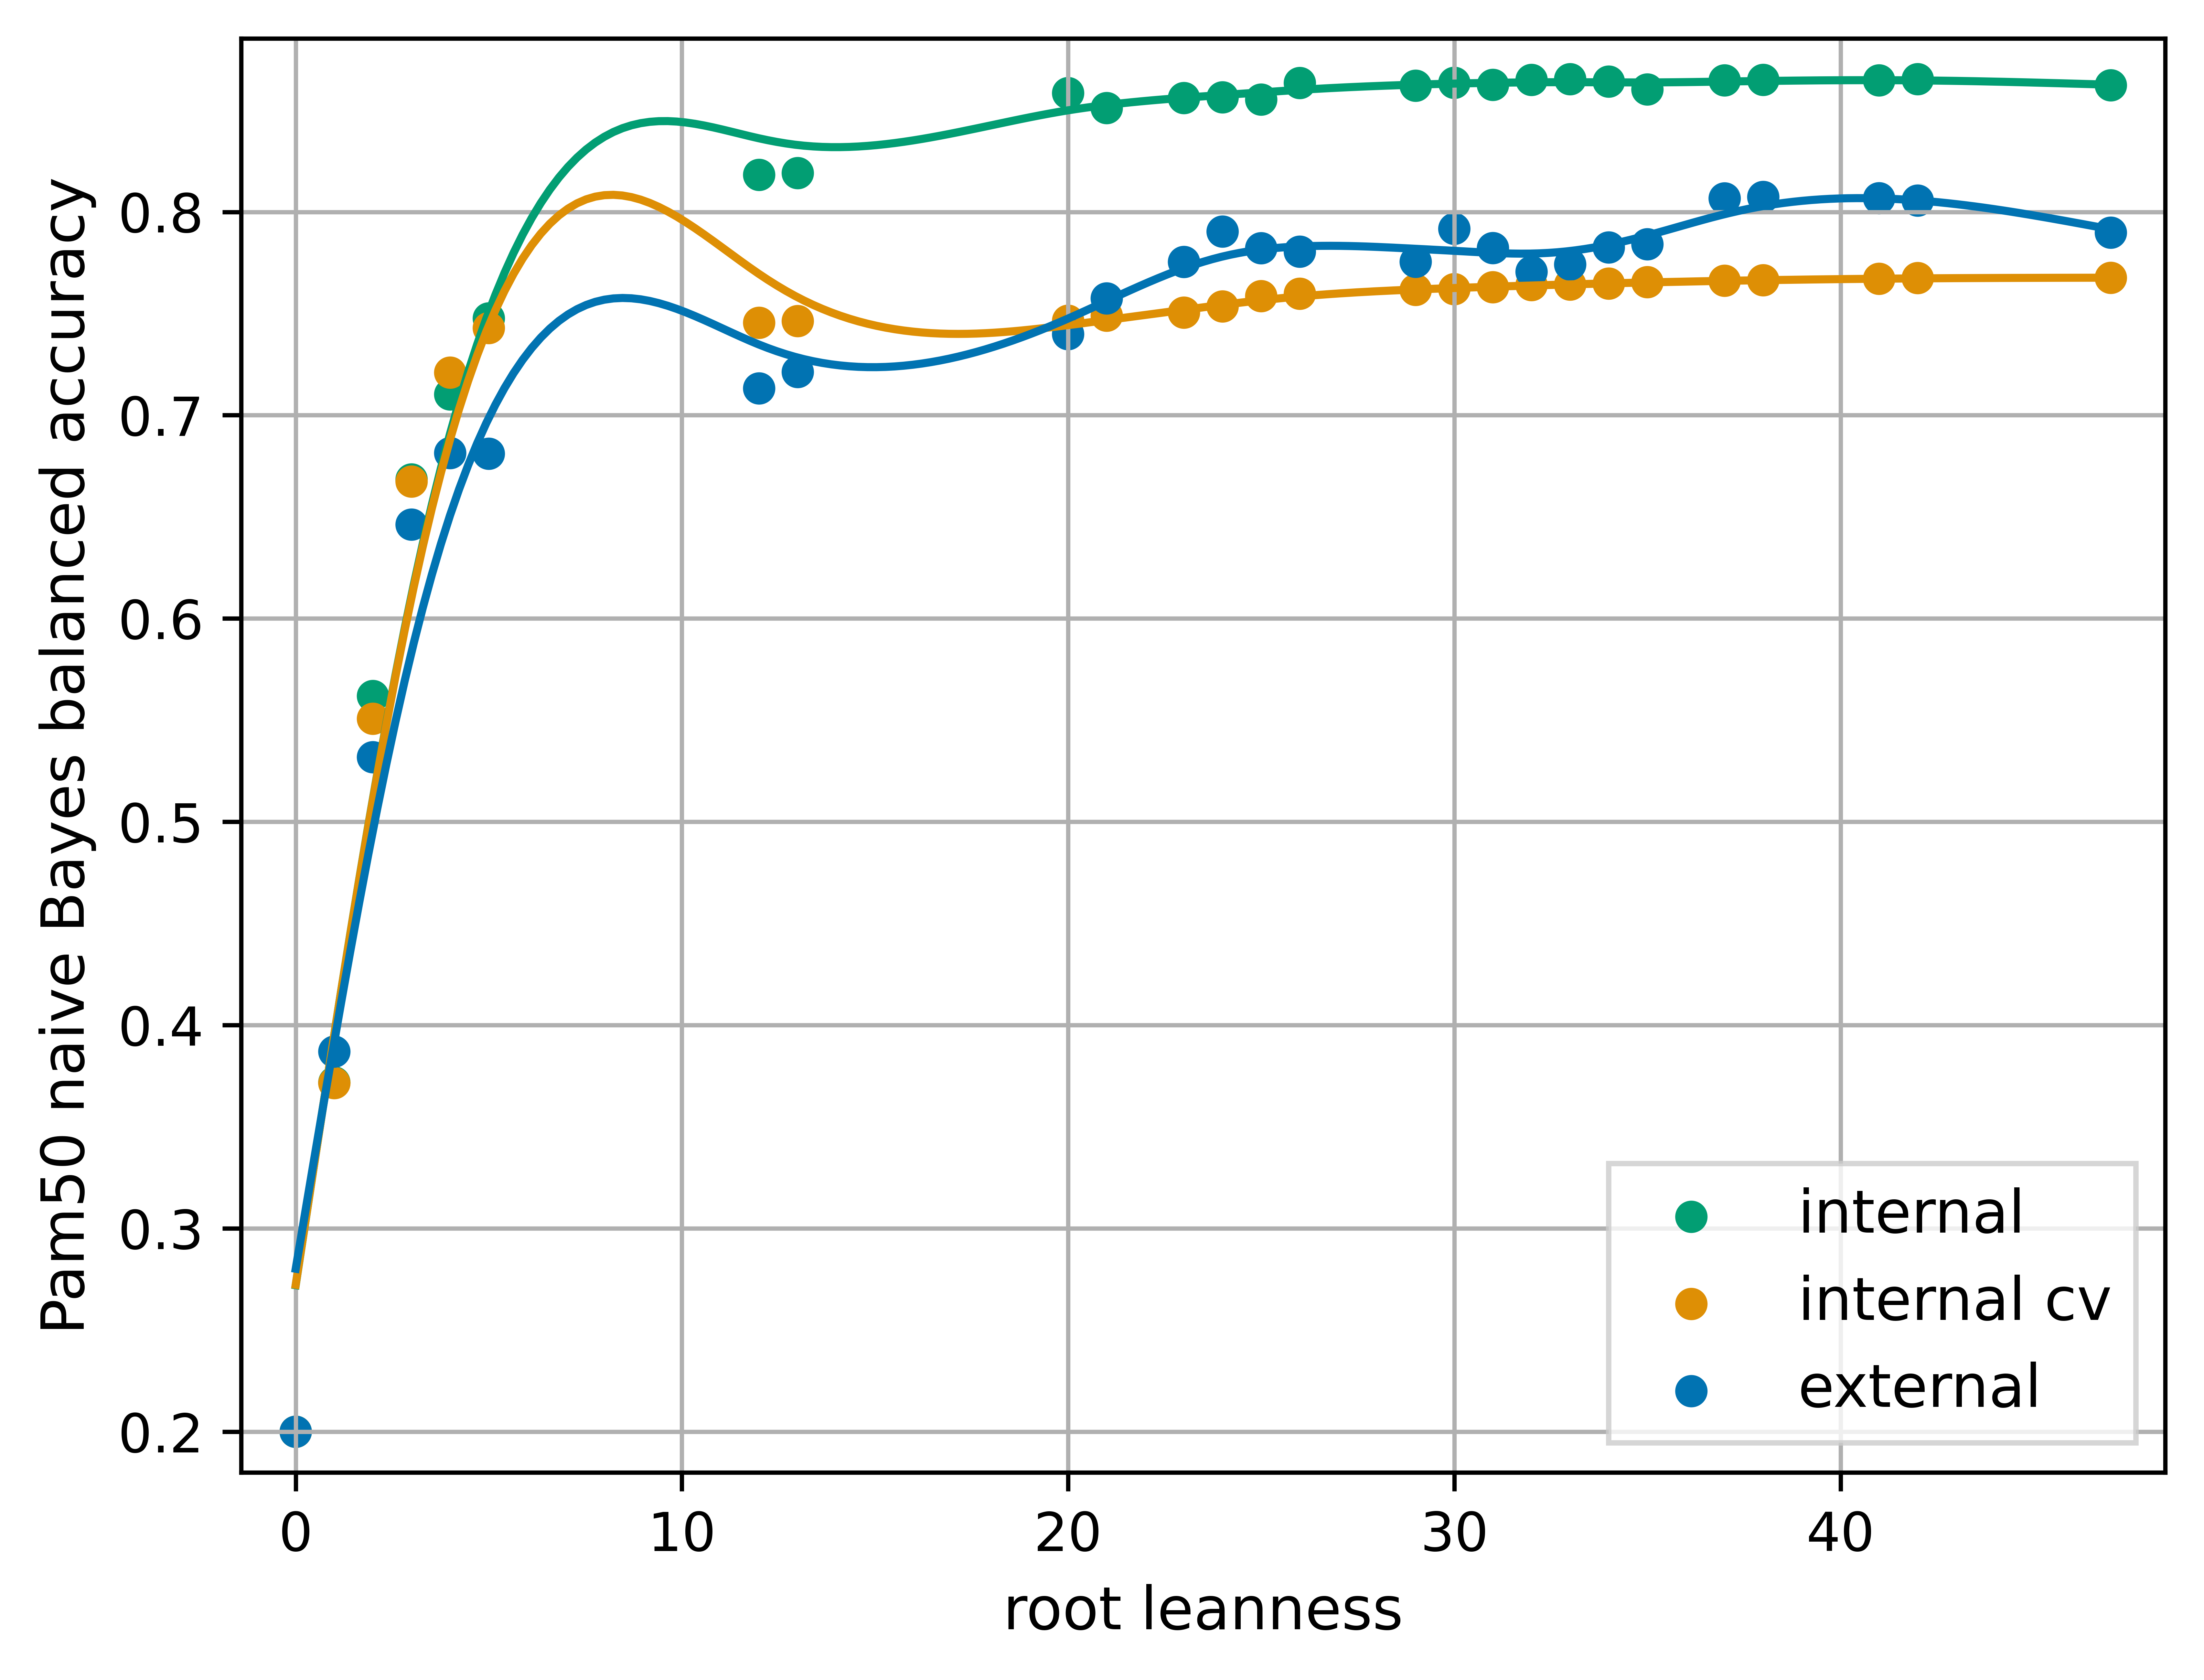 Pam50 naive Bayes balanced accuracy
0.8
0.7
0.6
0.5
0.4
0.3
0.2
0 10 20 30 40
root leanness
internal
internal cv
external